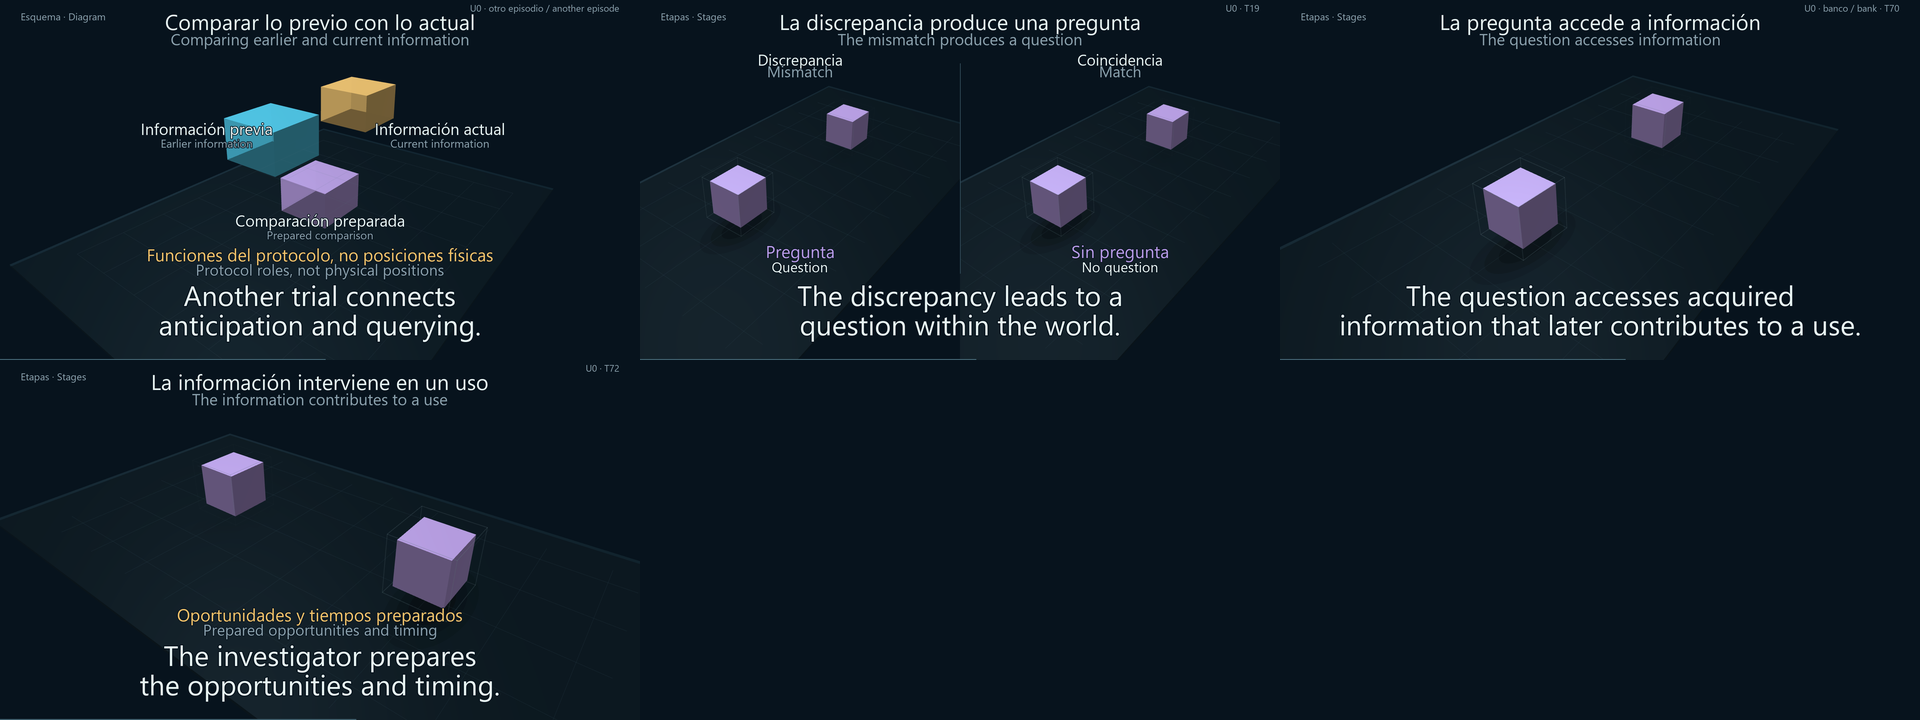 Esquema · Diagram
U0 · otro episodio / another episode
Comparar lo previo con lo actual
Comparing earlier and current information
Información previa
Earlier information
Información actual
Current information
Comparación preparada
Prepared comparison
Funciones del protocolo, no posiciones físicas
Protocol roles, not physical positions
Another trial connects
anticipation and querying.
Etapas · Stages
U0 · T19
La discrepancia produce una pregunta
The mismatch produces a question
Discrepancia
Mismatch
Coincidencia
Match
Pregunta
Question
Sin pregunta
No question
The discrepancy leads to a
question within the world.
Etapas · Stages
U0 · banco / bank · T70
La pregunta accede a información
The question accesses information
The question accesses acquired
information that later contributes to a use.
Etapas · Stages
U0 · T72
La información interviene en un uso
The information contributes to a use
Oportunidades y tiempos preparados
Prepared opportunities and timing
The investigator prepares
the opportunities and timing.